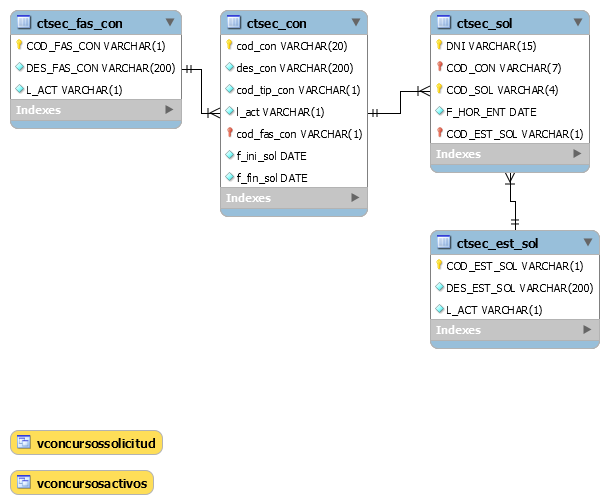 ctsec_fas_con
COD_FAS_CON VARCHAR(1)
DES_FAS_CON VARCHAR(200)
L_ACT VARCHAR(1)
Indexes
ctsec_con
cod_con VARCHAR(20)
des_con VARCHAR(200)
cod_tip_con VARCHAR(1)
l_act VARCHAR(1)
cod_fas_con VARCHAR(1)
f_ini_sol DATE
f_fin_sol DATE
Indexes
ctsec_sol
DNI VARCHAR(15)
COD_CON VARCHAR(7)
COD_SOL VARCHAR(4)
F_HOR_ENT DATE
COD_EST_SOL VARCHAR(1)
Indexes
ctsec_est_sol
COD_EST_SOL VARCHAR(1)
DES_EST_SOL VARCHAR(200)
L_ACT VARCHAR(1)
Indexes
vconcursossolicitud
vconcursosactivos